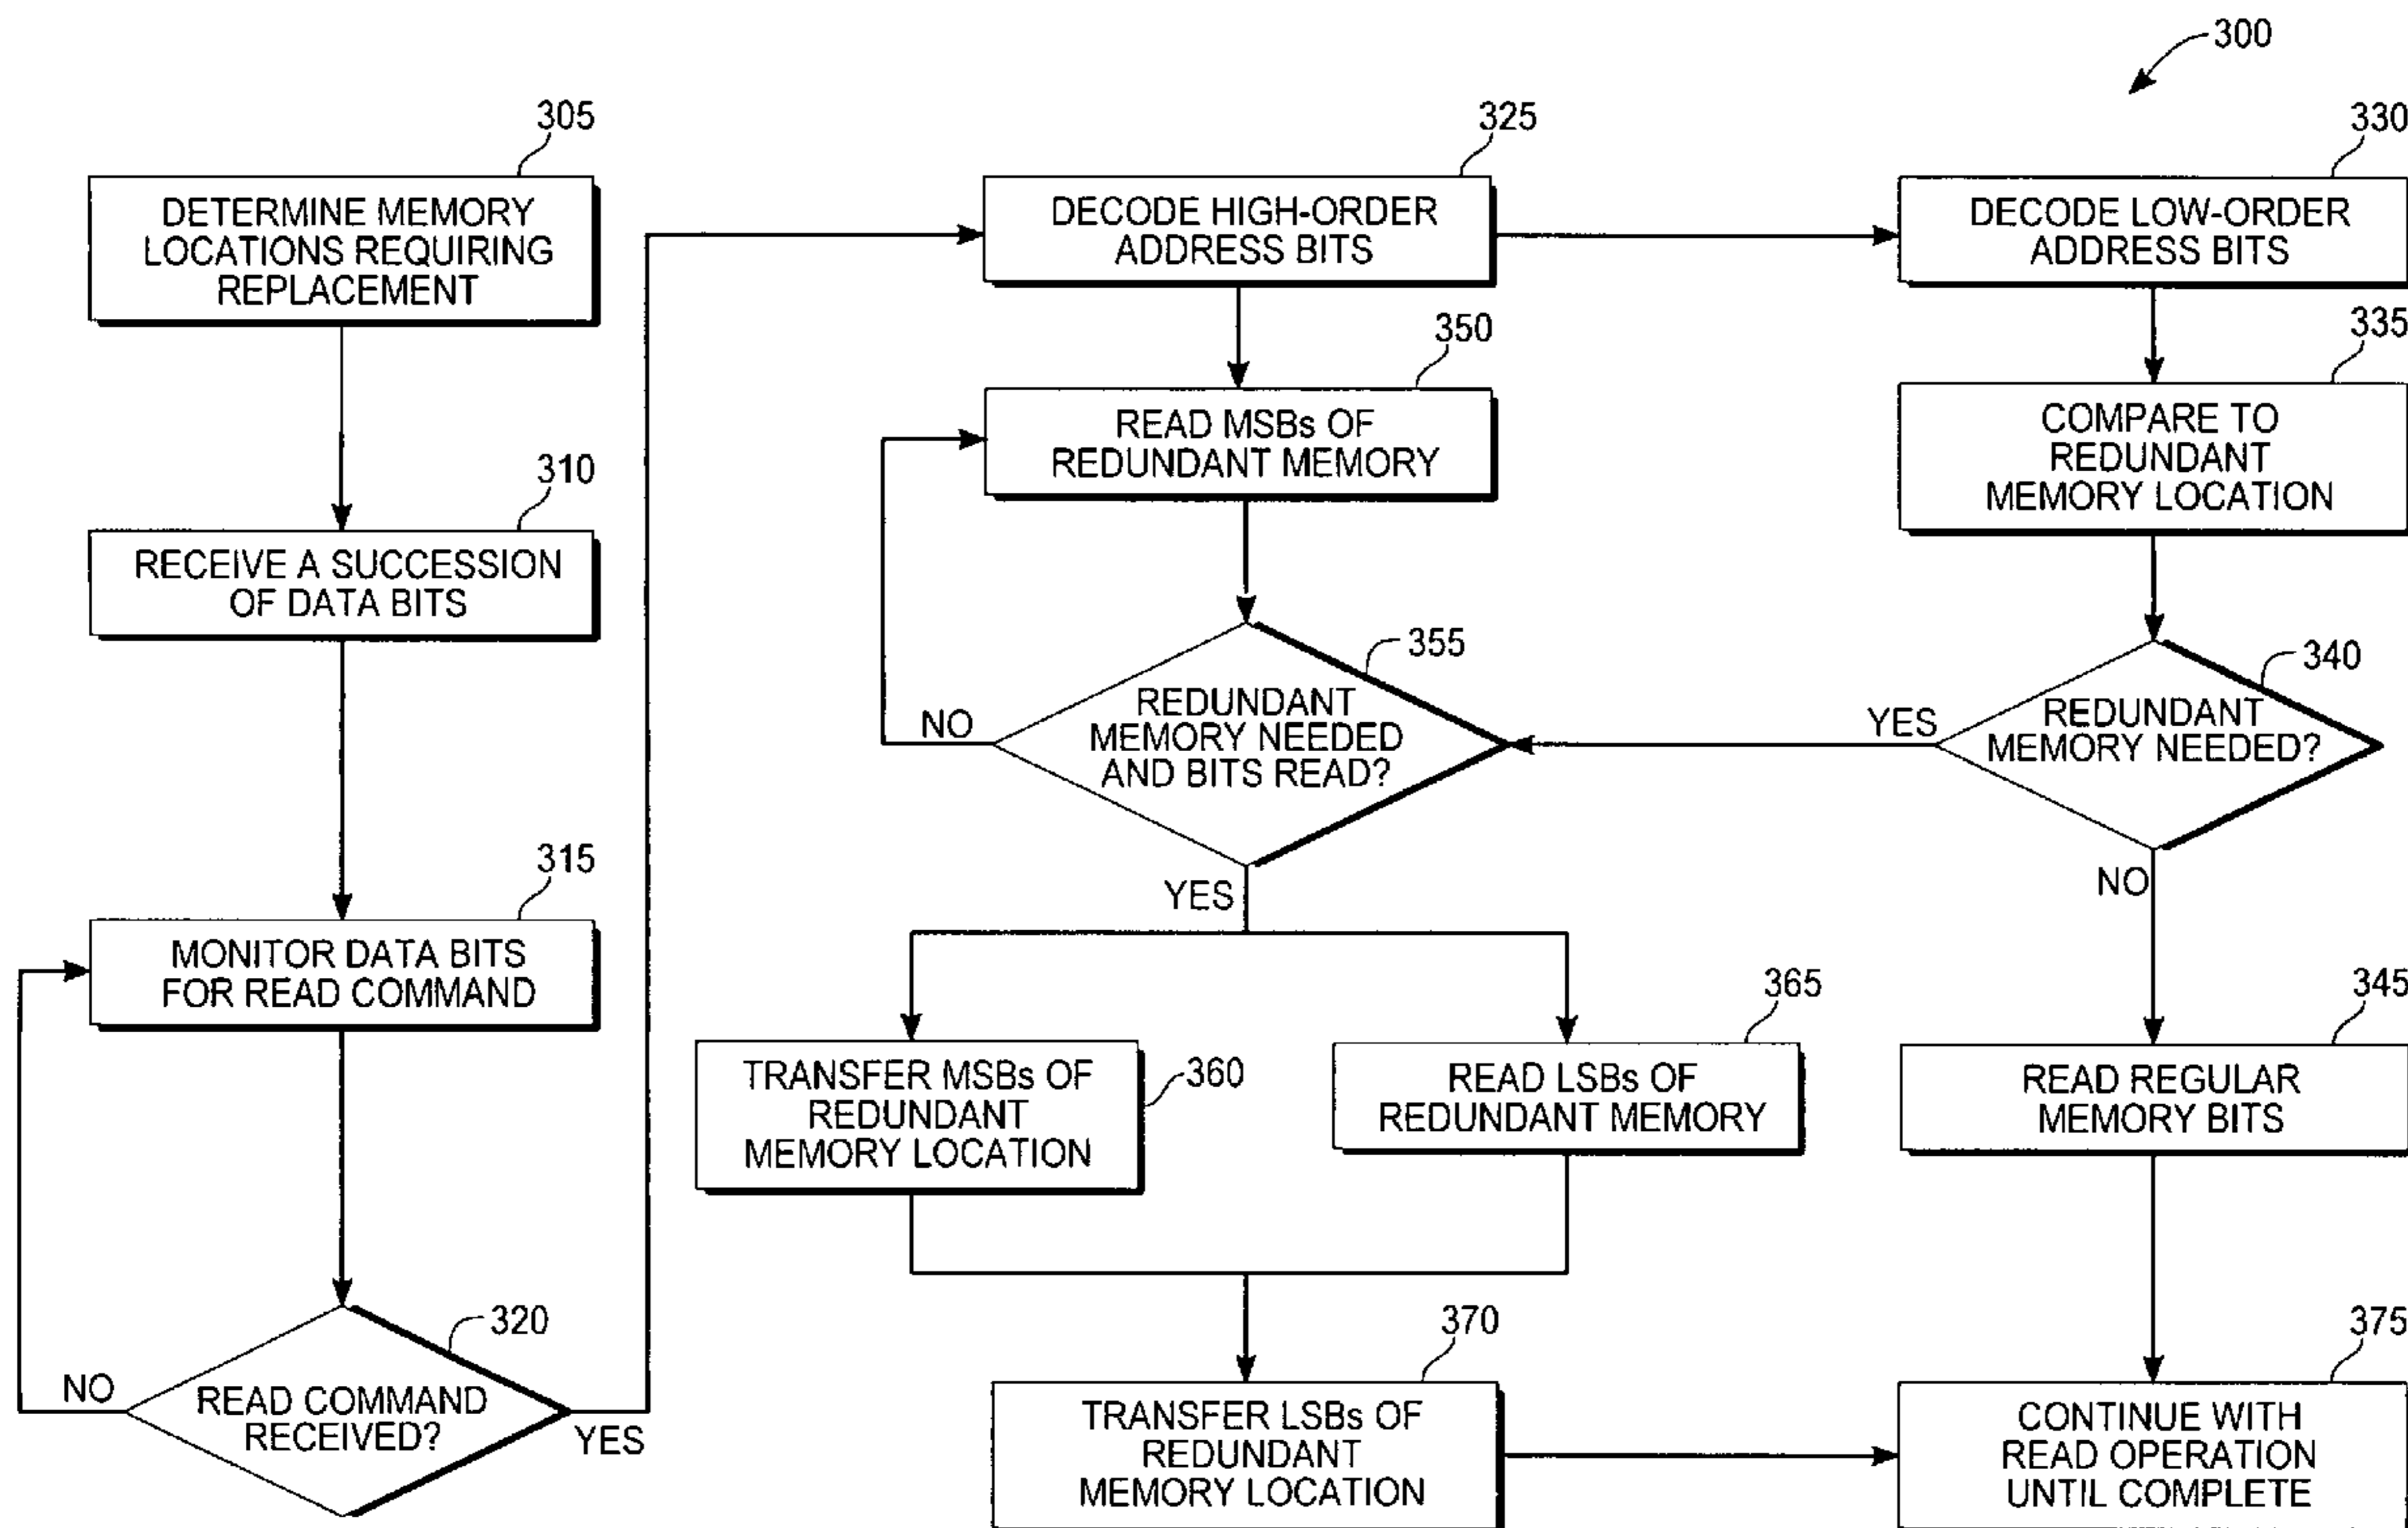 300
305
DETERMINE MEMORY
LOCATIONS REQUIRING
REPLACEMENT
310
RECEIVE A SUCCESSION
OF DATA BITS
315
MONITOR DATA BITS
FOR READ COMMAND
320
READ COMMAND
RECEIVED?
NO
YES
325
DECODE HIGH-ORDER
ADDRESS BITS
330
DECODE LOW-ORDER
ADDRESS BITS
335
COMPARE TO
REDUNDANT
MEMORY LOCATION
340
REDUNDANT
MEMORY NEEDED?
YES
NO
345
READ REGULAR
MEMORY BITS
350
READ MSBs OF
REDUNDANT MEMORY
355
REDUNDANT
MEMORY NEEDED
AND BITS READ?
NO
YES
360
TRANSFER MSBs OF
REDUNDANT
MEMORY LOCATION
365
READ LSBs OF
REDUNDANT MEMORY
370
TRANSFER LSBs OF
REDUNDANT
MEMORY LOCATION
375
CONTINUE WITH
READ OPERATION
UNTIL COMPLETE